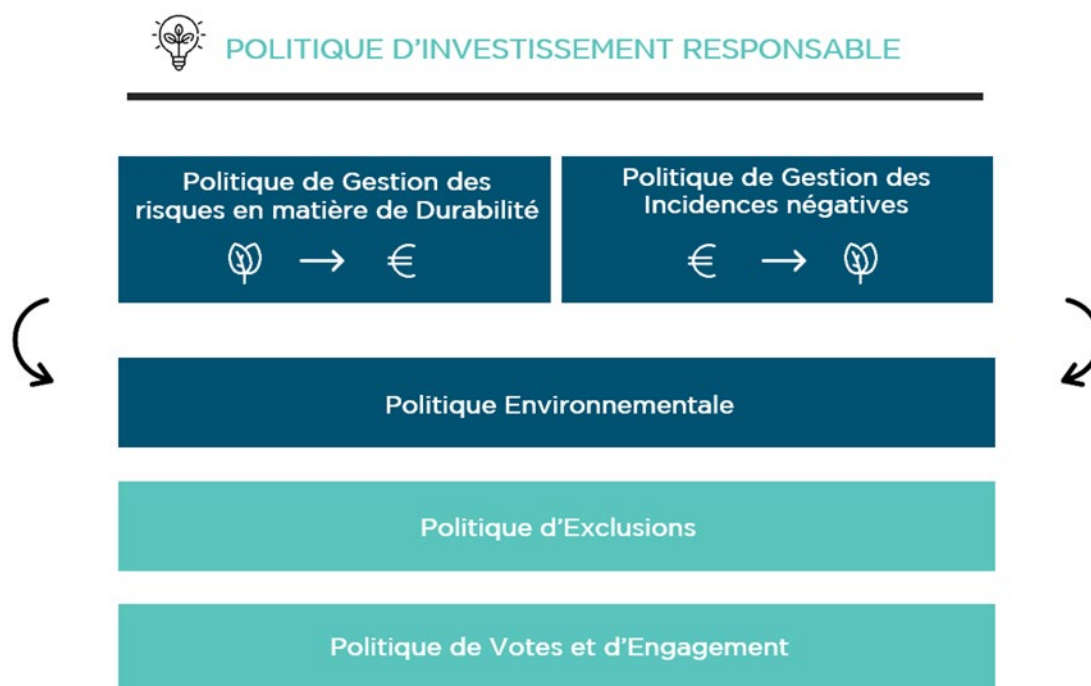 POLITIQUE D'INVESTISSEMENT RESPONSABLE
Politique de Gestion des
risques en matière de Durabilité
→ €
Politique de Gestion des
Incidences négatives
€ →
Politique Environnementale
Politique d'Exclusions
Politique de Votes et d'Engagement